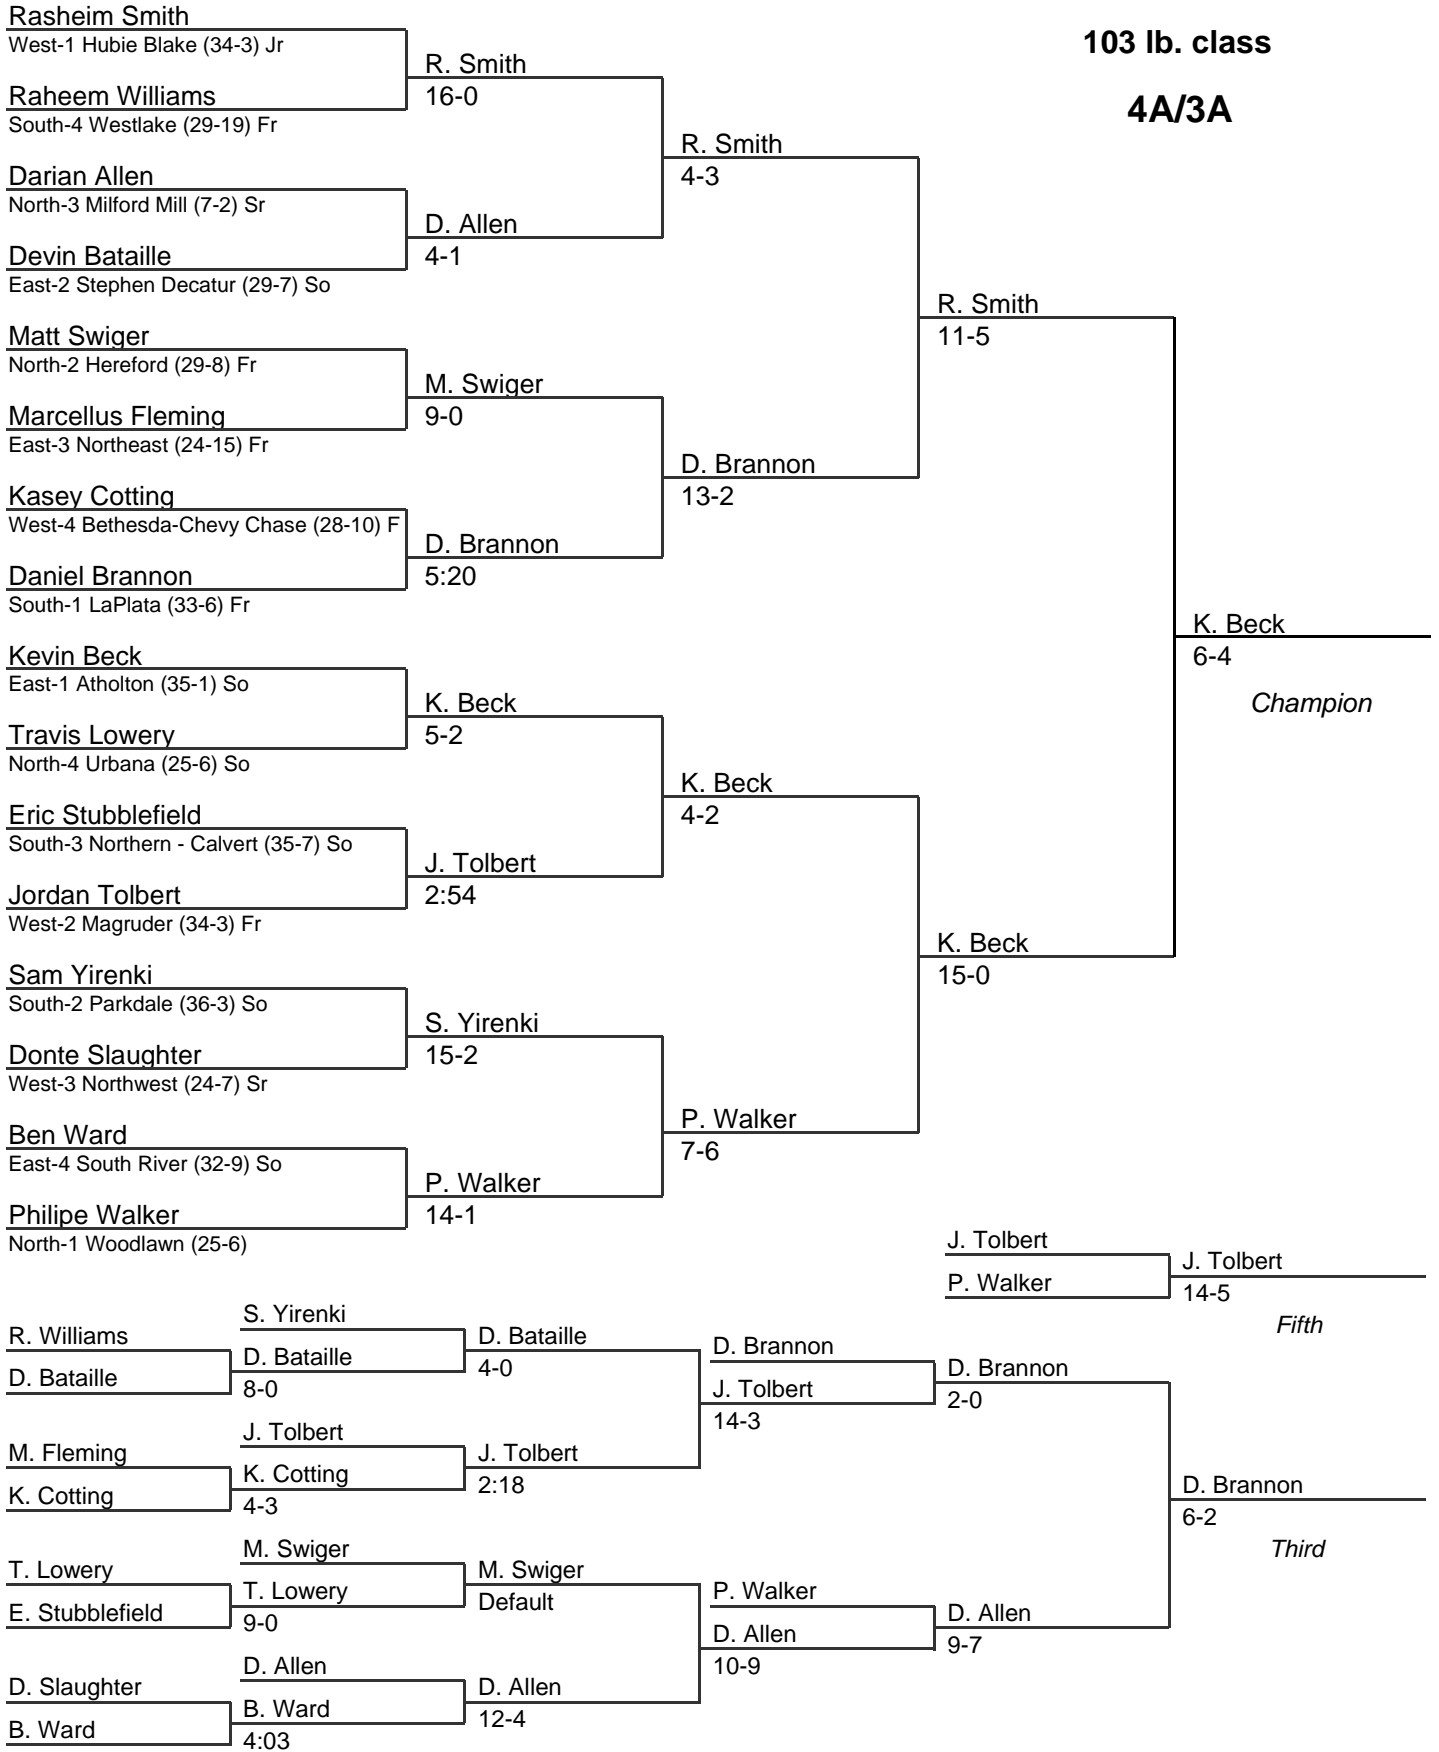 Rasheim Smith
West-1 Hubie Blake (34-3) Jr
103 lb. class
R. Smith
16-0
Raheem Williams
South-4 Westlake (29-19) Fr
4A/3A
R. Smith
4-3
Darian Allen
North-3 Milford Mill (7-2) Sr
D. Allen
4-1
Devin Bataille
East-2 Stephen Decatur (29-7) So
R. Smith
11-5
Matt Swiger
North-2 Hereford (29-8) Fr
M. Swiger
9-0
Marcellus Fleming
East-3 Northeast (24-15) Fr
D. Brannon
13-2
Kasey Cotting
West-4 Bethesda-Chevy Chase (28-10) F
D. Brannon
5:20
Daniel Brannon
South-1 LaPlata (33-6) Fr
K. Beck
6-4
Champion
Kevin Beck
East-1 Atholton (35-1) So
K. Beck
5-2
Travis Lowery
North-4 Urbana (25-6) So
K. Beck
4-2
Eric Stubblefield
South-3 Northern - Calvert (35-7) So
J. Tolbert
2:54
Jordan Tolbert
West-2 Magruder (34-3) Fr
K. Beck
15-0
Sam Yirenki
South-2 Parkdale (36-3) So
S. Yirenki
15-2
Donte Slaughter
West-3 Northwest (24-7) Sr
P. Walker
7-6
Ben Ward
East-4 South River (32-9) So
P. Walker
14-1
Philipe Walker
North-1 Woodlawn (25-6)
J. Tolbert
P. Walker
J. Tolbert
14-5
Fifth
R. Williams
D. Bataille
S. Yirenki
D. Bataille
8-0
D. Bataille
4-0
D. Brannon
J. Tolbert
14-3
D. Brannon
2-0
M. Fleming
K. Cotting
J. Tolbert
K. Cotting
4-3
J. Tolbert
2:18
D. Brannon
6-2
Third
T. Lowery
E. Stubblefield
M. Swiger
T. Lowery
9-0
M. Swiger
Default
P. Walker
D. Allen
10-9
D. Allen
9-7
D. Slaughter
B. Ward
D. Allen
B. Ward
4:03
D. Allen
12-4